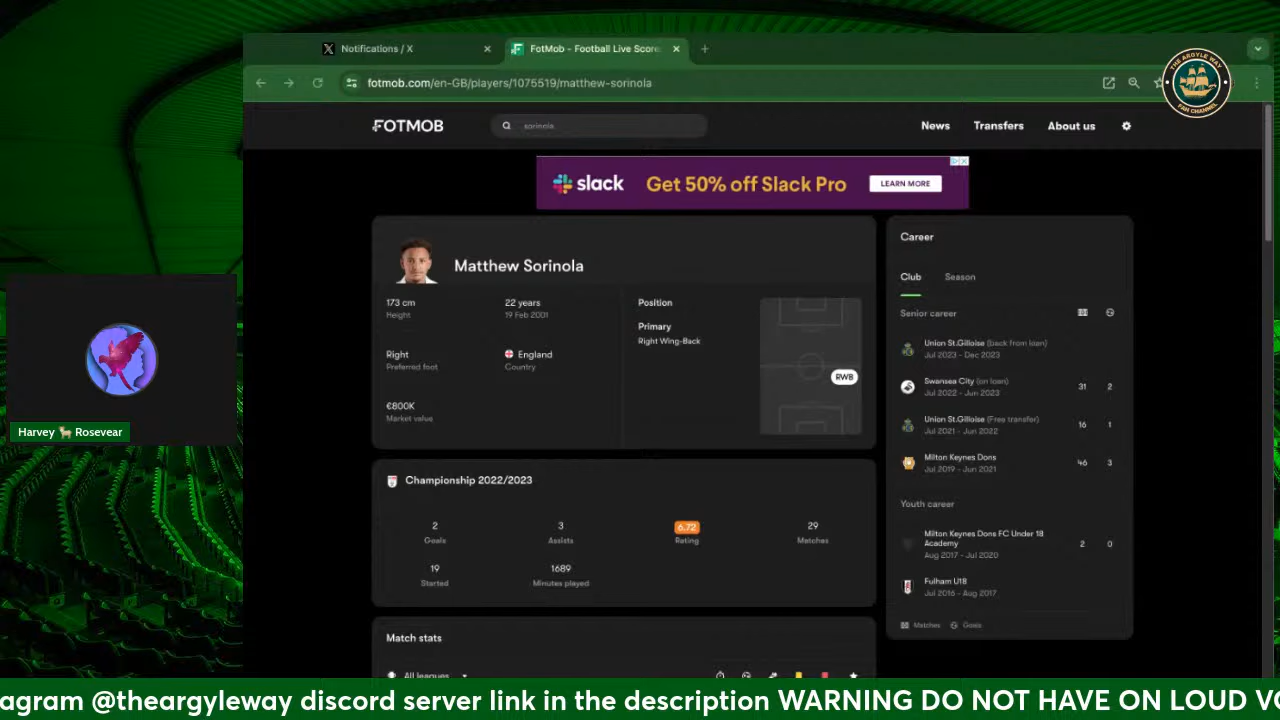 Notifications / X
FotMob - Football Live Score
fotmob.com/en-GB/players/1075519/matthew-sorinola
THE ARGYLE WAY
FAN CHANNEL
FOTMOB
sorinola
News
Transfers
About us
slack
Get 50% off Slack Pro
LEARN MORE
Matthew Sorinola
173 cm
Height
22 years
19 Feb 2001
Right
Preferred foot
England
Country
€800K
Market value
Position
Primary
Right Wing-Back
RWB
Championship 2022/2023
2
Goals
3
Assists
6.72
Rating
29
Matches
19
Started
1689
Minutes played
Match stats
All leagues
Career
Club
Season
Senior career
Union St.Gilloise (back from loan)
Jul 2023 - Dec 2023
Swansea City (on loan) 31 2
Jul 2022 - Jun 2023
Union St.Gilloise (Free transfer) 16 1
Jul 2021 - Jun 2022
Milton Keynes Dons 46 3
Jul 2019 - Jun 2021
Youth career
Milton Keynes Dons FC Under 18
Academy 2 0
Aug 2017 - Jul 2020
Fulham U18
Jul 2016 - Aug 2017
Matches Goals
Harvey 🐐 Rosevear
agram @theargyleway discord server link in the description WARNING DO NOT HAVE ON LOUD VO